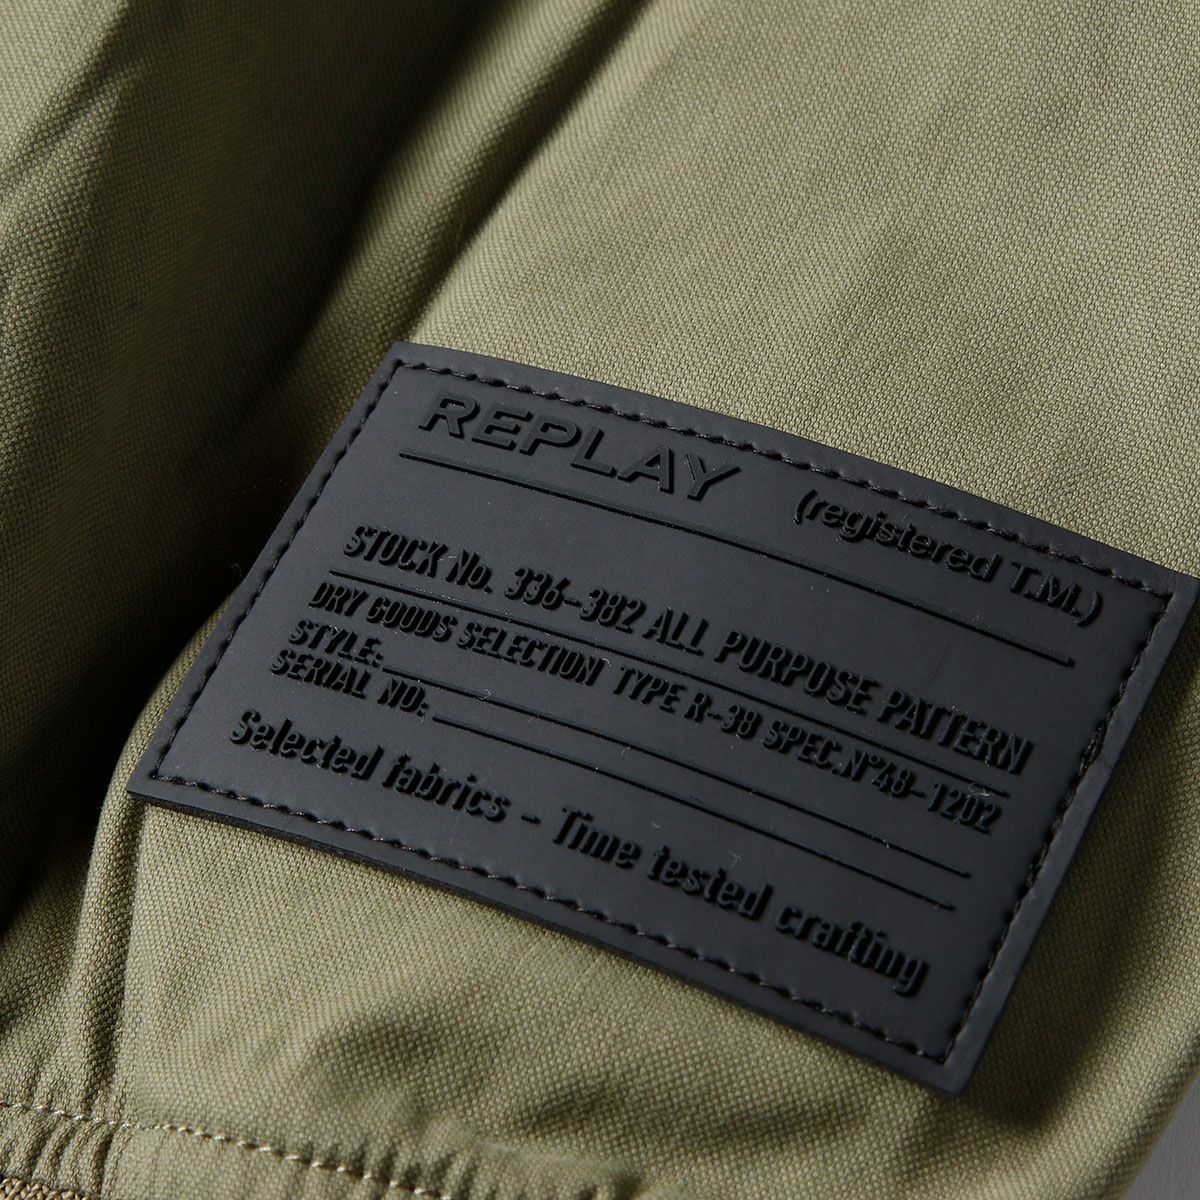 REPLAY (registered T.M.)
STOCK No. 336-382 ALL PURPOSE PATTERN
DRY GOODS SELECTION TYPE R-38 SPEC.N°48-1202
STYLE:
SERIAL NO:
Selected fabrics - Time tested crafting